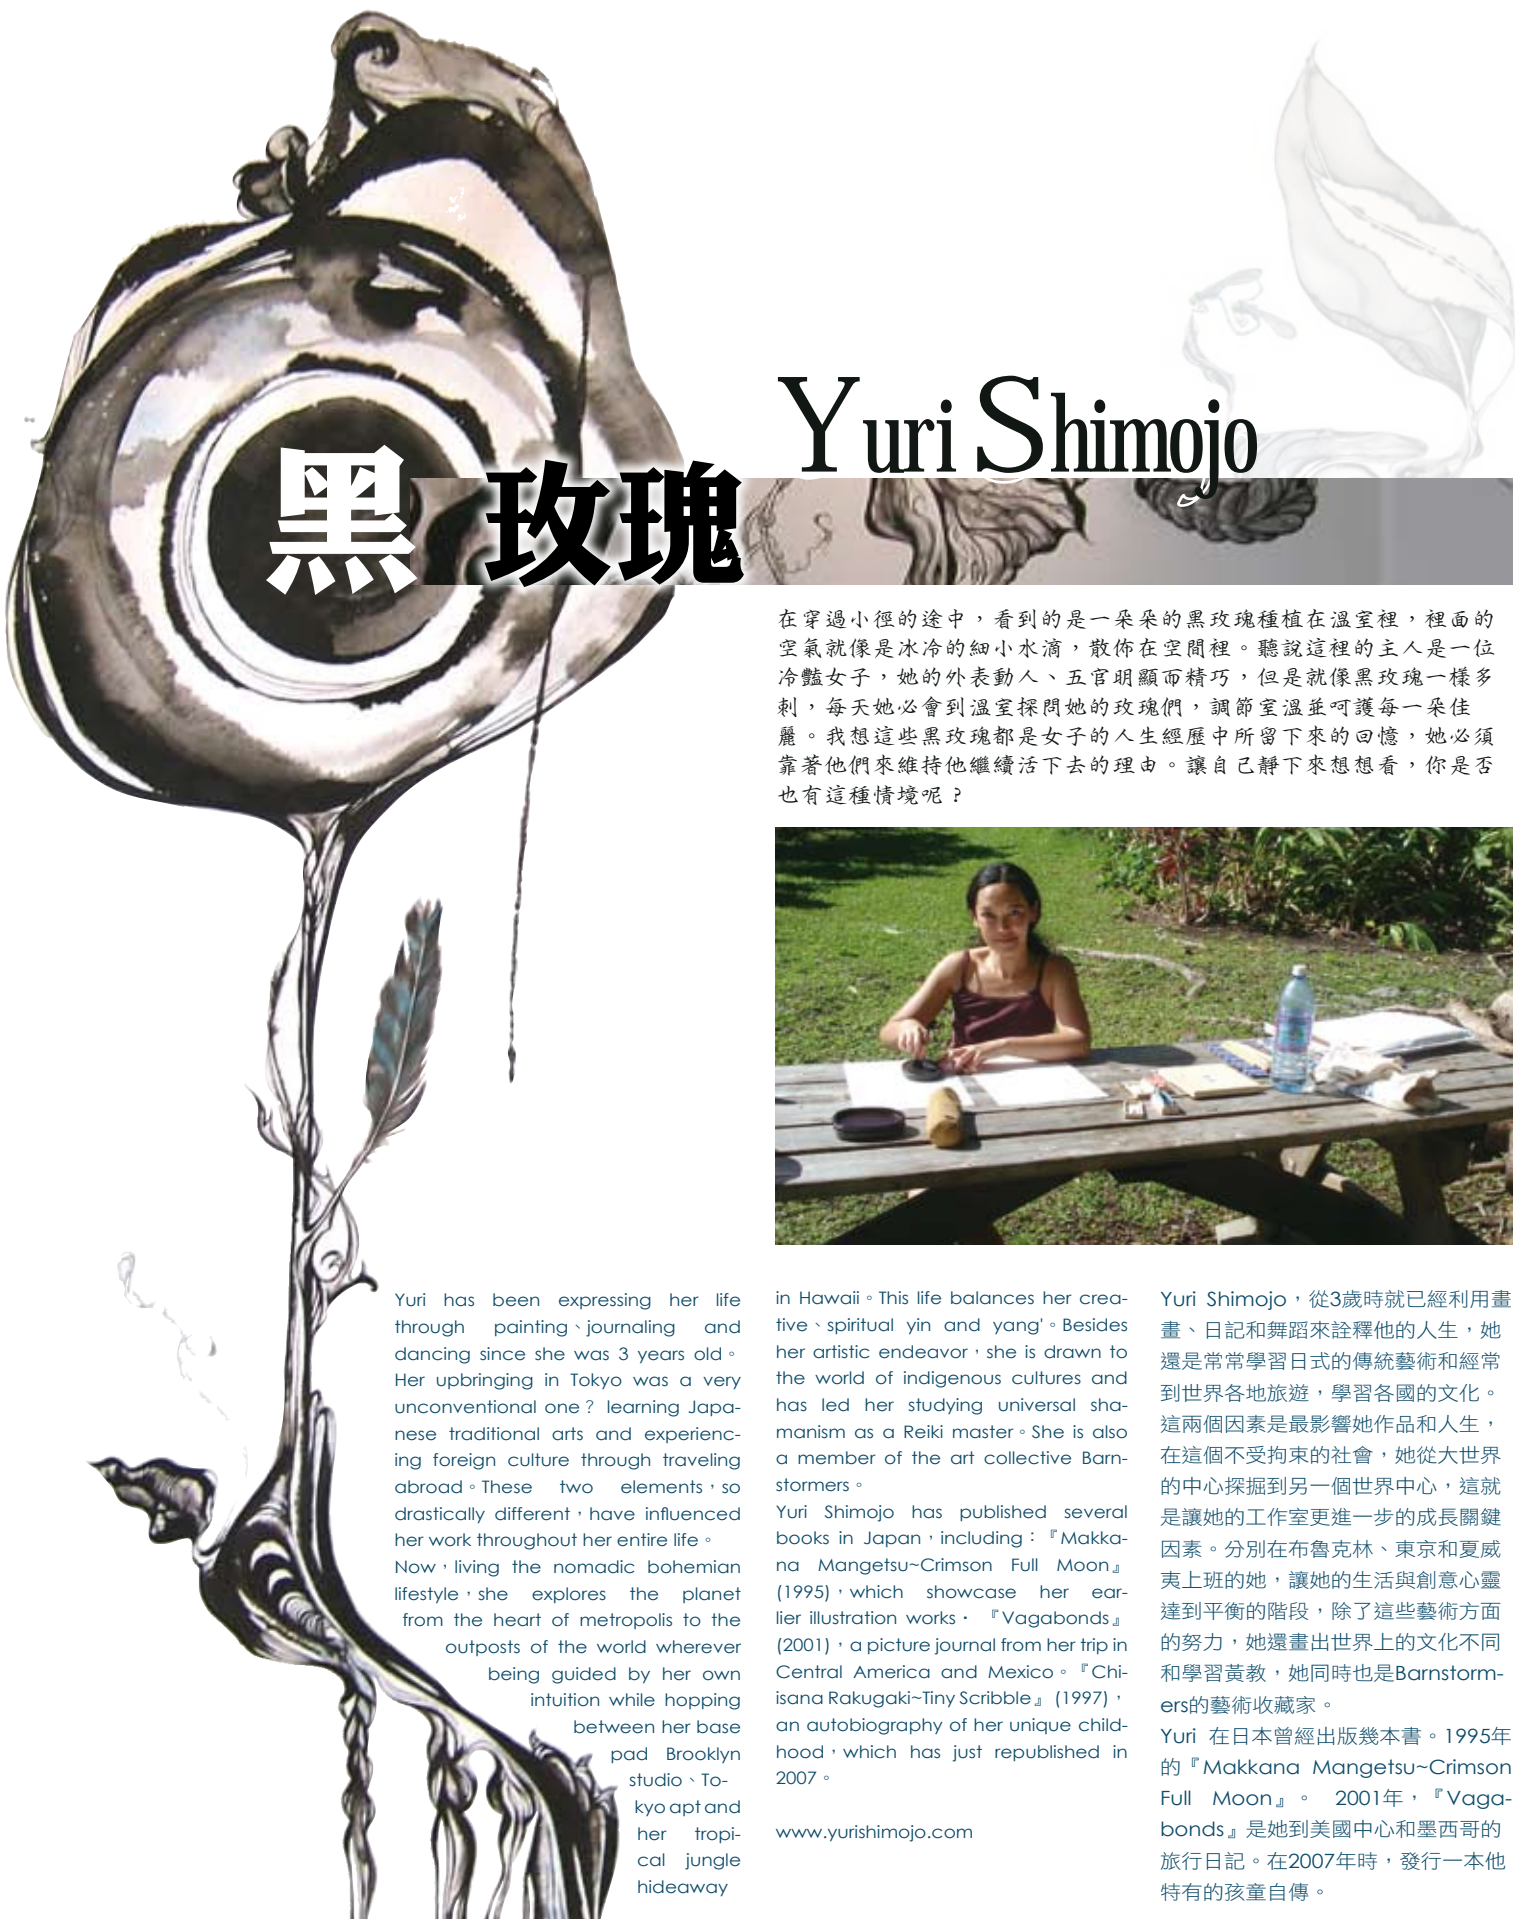 Yuri Shimojo
黑玫瑰
在穿過小徑的途中，看到的是一朵朵的黑玫瑰種植在溫室裡，裡面的
空氣就像是冰冷的細小水滴，散佈在空間裡。聽說這裡的主人是一位
冷豔女子，她的外表動人、五官明顯而精巧，但是就像黑玫瑰一樣多
刺，每天她必會到溫室探問她的玫瑰們，調節室溫並呵護每一朵佳
麗。我想這些黑玫瑰都是女子的人生經歷中所留下來的回憶，她必須
靠著他們來維持他繼續活下去的理由。讓自己靜下來想想看，你是否
也有這種情境呢？
Yuri has been expressing her life
through painting、journaling and
dancing since she was 3 years old。
Her upbringing in Tokyo was a very
unconventional one？ learning Japa-
nese traditional arts and experienc-
ing foreign culture through traveling
abroad。These two elements，so
drastically different，have influenced
her work throughout her entire life。
Now，living the nomadic bohemian
lifestyle，she explores the planet
from the heart of metropolis to the
outposts of the world wherever
being guided by her own
intuition while hopping
between her base
pad Brooklyn
studio、To-
kyo apt and
her tropi-
cal jungle
hideaway
in Hawaii。This life balances her crea-
tive、spiritual yin and yang'。Besides
her artistic endeavor，she is drawn to
the world of indigenous cultures and
has led her studying universal sha-
manism as a Reiki master。She is also
a member of the art collective Barn-
stormers。
Yuri Shimojo has published several
books in Japan，including：『Makka-
na Mangetsu~Crimson Full Moon』
(1995)，which showcase her ear-
lier illustration works． 『Vagabonds』
(2001)，a picture journal from her trip in
Central America and Mexico。『Chi-
isana Rakugaki~Tiny Scribble』(1997)，
an autobiography of her unique child-
hood，which has just republished in
2007。
www.yurishimojo.com
Yuri Shimojo，從3歲時就已經利用畫
畫、日記和舞蹈來詮釋他的人生，她
還是常常學習日式的傳統藝術和經常
到世界各地旅遊，學習各國的文化。
這兩個因素是最影響她作品和人生，
在這個不受拘束的社會，她從大世界
的中心探掘到另一個世界中心，這就
是讓她的工作室更進一步的成長關鍵
因素。分別在布魯克林、東京和夏威
夷上班的她，讓她的生活與創意心靈
達到平衡的階段，除了這些藝術方面
的努力，她還畫出世界上的文化不同
和學習黃教，她同時也是Barnstorm-
ers的藝術收藏家。
Yuri 在日本曾經出版幾本書。1995年
的『Makkana Mangetsu~Crimson
Full Moon』。 2001年，『Vaga-
bonds』是她到美國中心和墨西哥的
旅行日記。在2007年時，發行一本他
特有的孩童自傳。